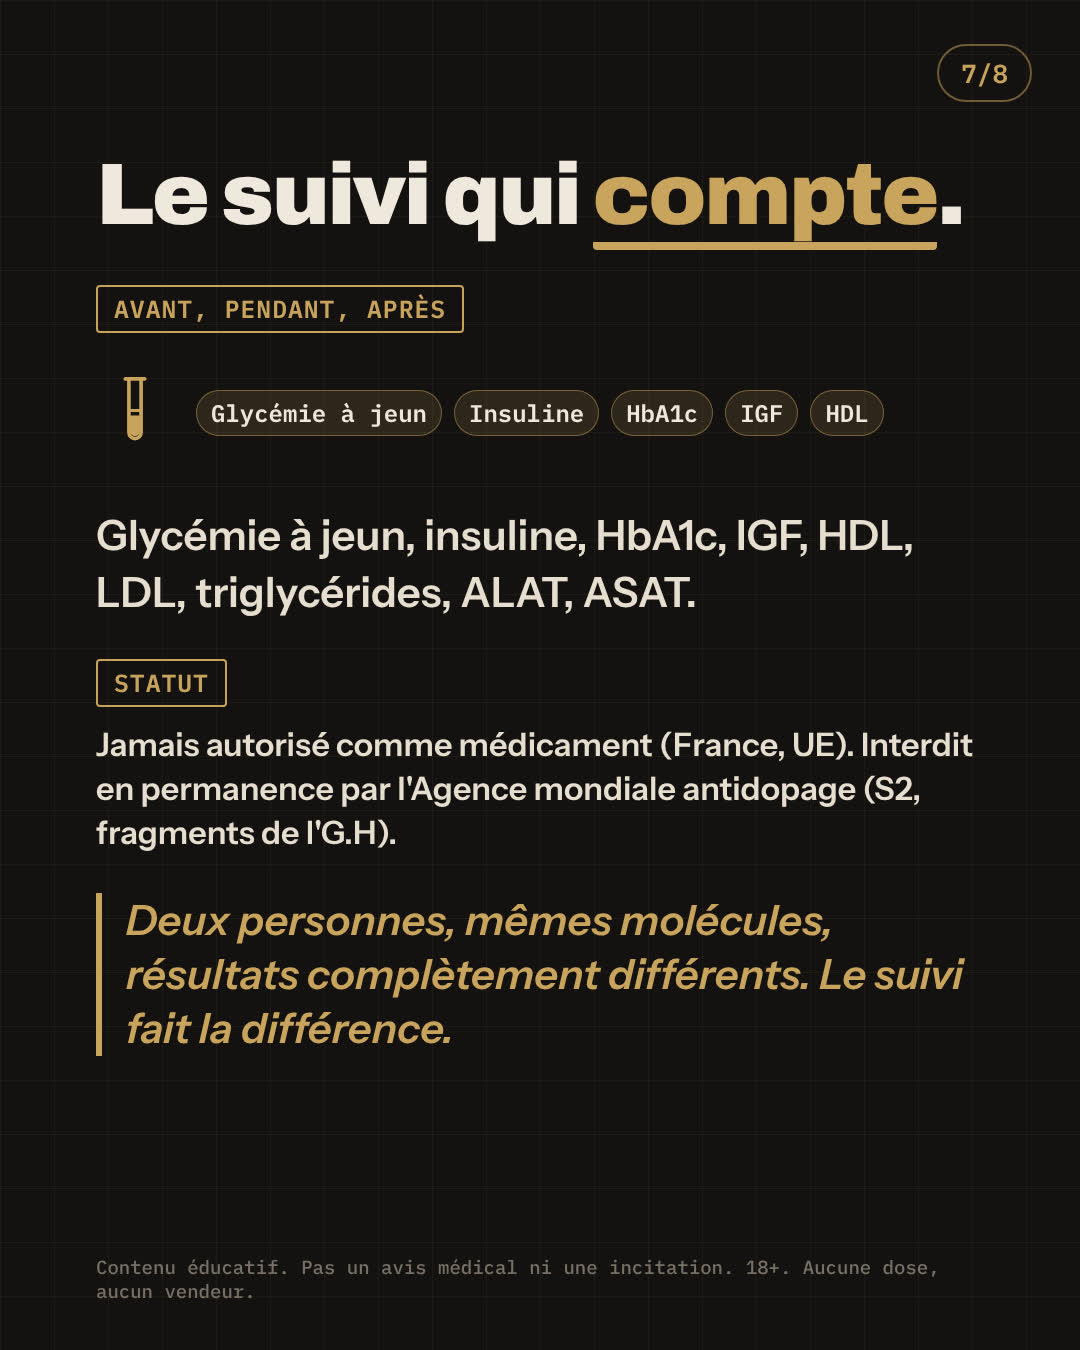 7/8
Le suivi qui compte.
AVANT, PENDANT, APRÈS
Glycémie à jeun Insuline HbA1c IGF HDL
Glycémie à jeun, insuline, HbA1c, IGF, HDL,
LDL, triglycérides, ALAT, ASAT.
STATUT
Jamais autorisé comme médicament (France, UE). Interdit
en permanence par l'Agence mondiale antidopage (S2,
fragments de l'G.H).
Deux personnes, mêmes molécules,
résultats complètement différents. Le suivi
fait la différence.
Contenu éducatif. Pas un avis médical ni une incitation. 18+. Aucune dose,
aucun vendeur.